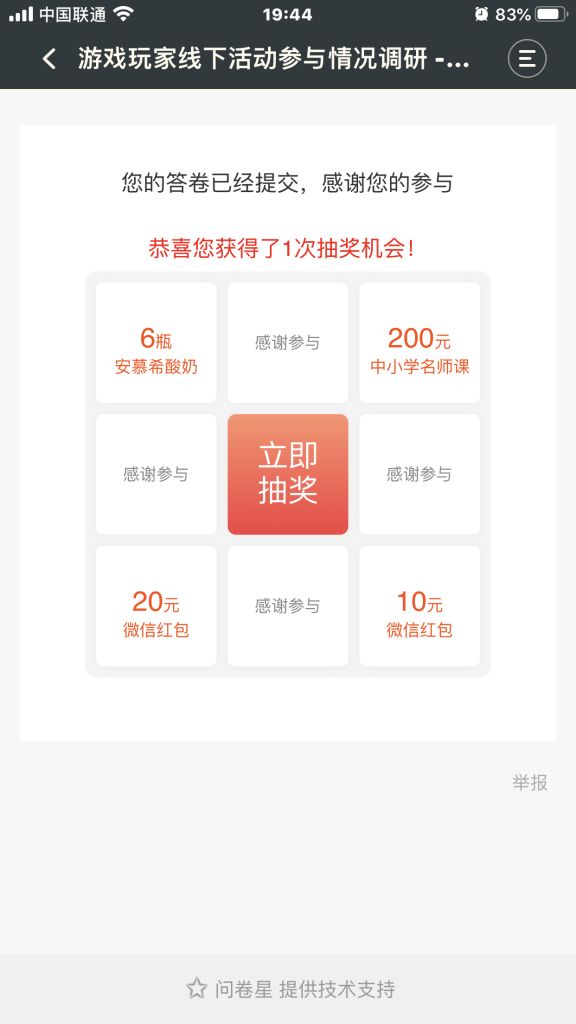 中国联通
19:44
83%
游戏玩家线下活动参与情况调研 -...
您的答卷已经提交，感谢您的参与
恭喜您获得了1次抽奖机会！
6瓶
安慕希酸奶
感谢参与
200元
中小学名师课
感谢参与
立即
抽奖
感谢参与
20元
微信红包
感谢参与
10元
微信红包
举报
问卷星 提供技术支持